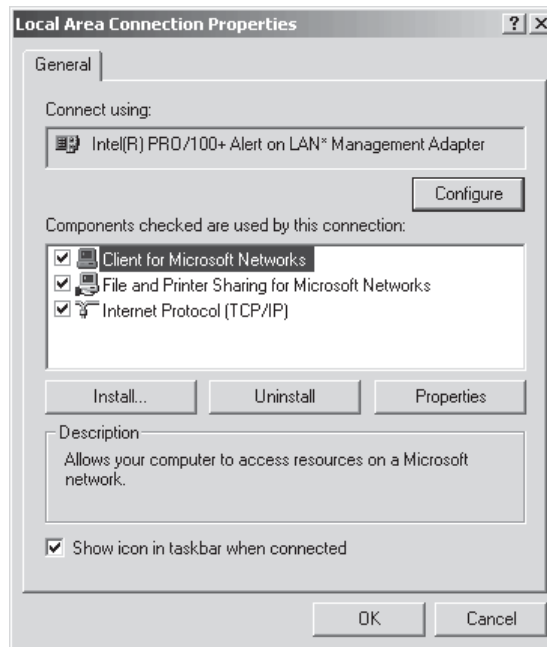 Local Area Connection Properties
General
Connect using:
Intel(R) PRO/100+ Alert on LAN* Management Adapter
Configure
Components checked are used by this connection:
Client for Microsoft Networks
File and Printer Sharing for Microsoft Networks
Internet Protocol (TCP/IP)
Install...
Uninstall
Properties
Description
Allows your computer to access resources on a Microsoft
network.
Show icon in taskbar when connected
OK
Cancel